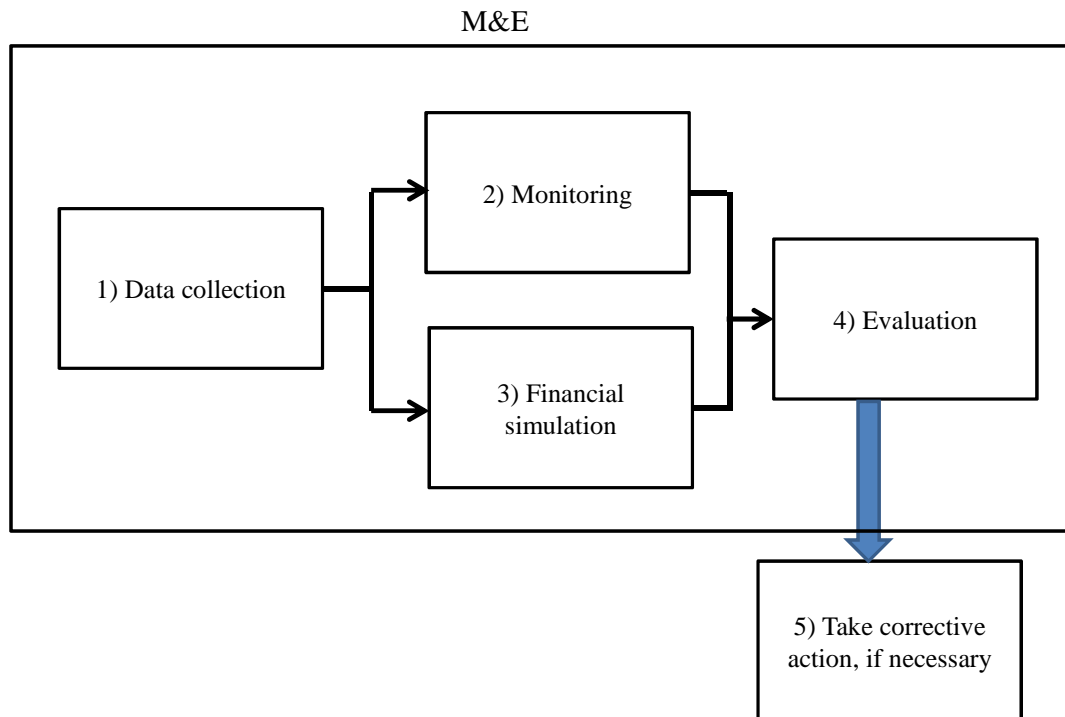 M&E
1) Data collection
2) Monitoring
3) Financial
simulation
4) Evaluation
5) Take corrective
action, if necessary